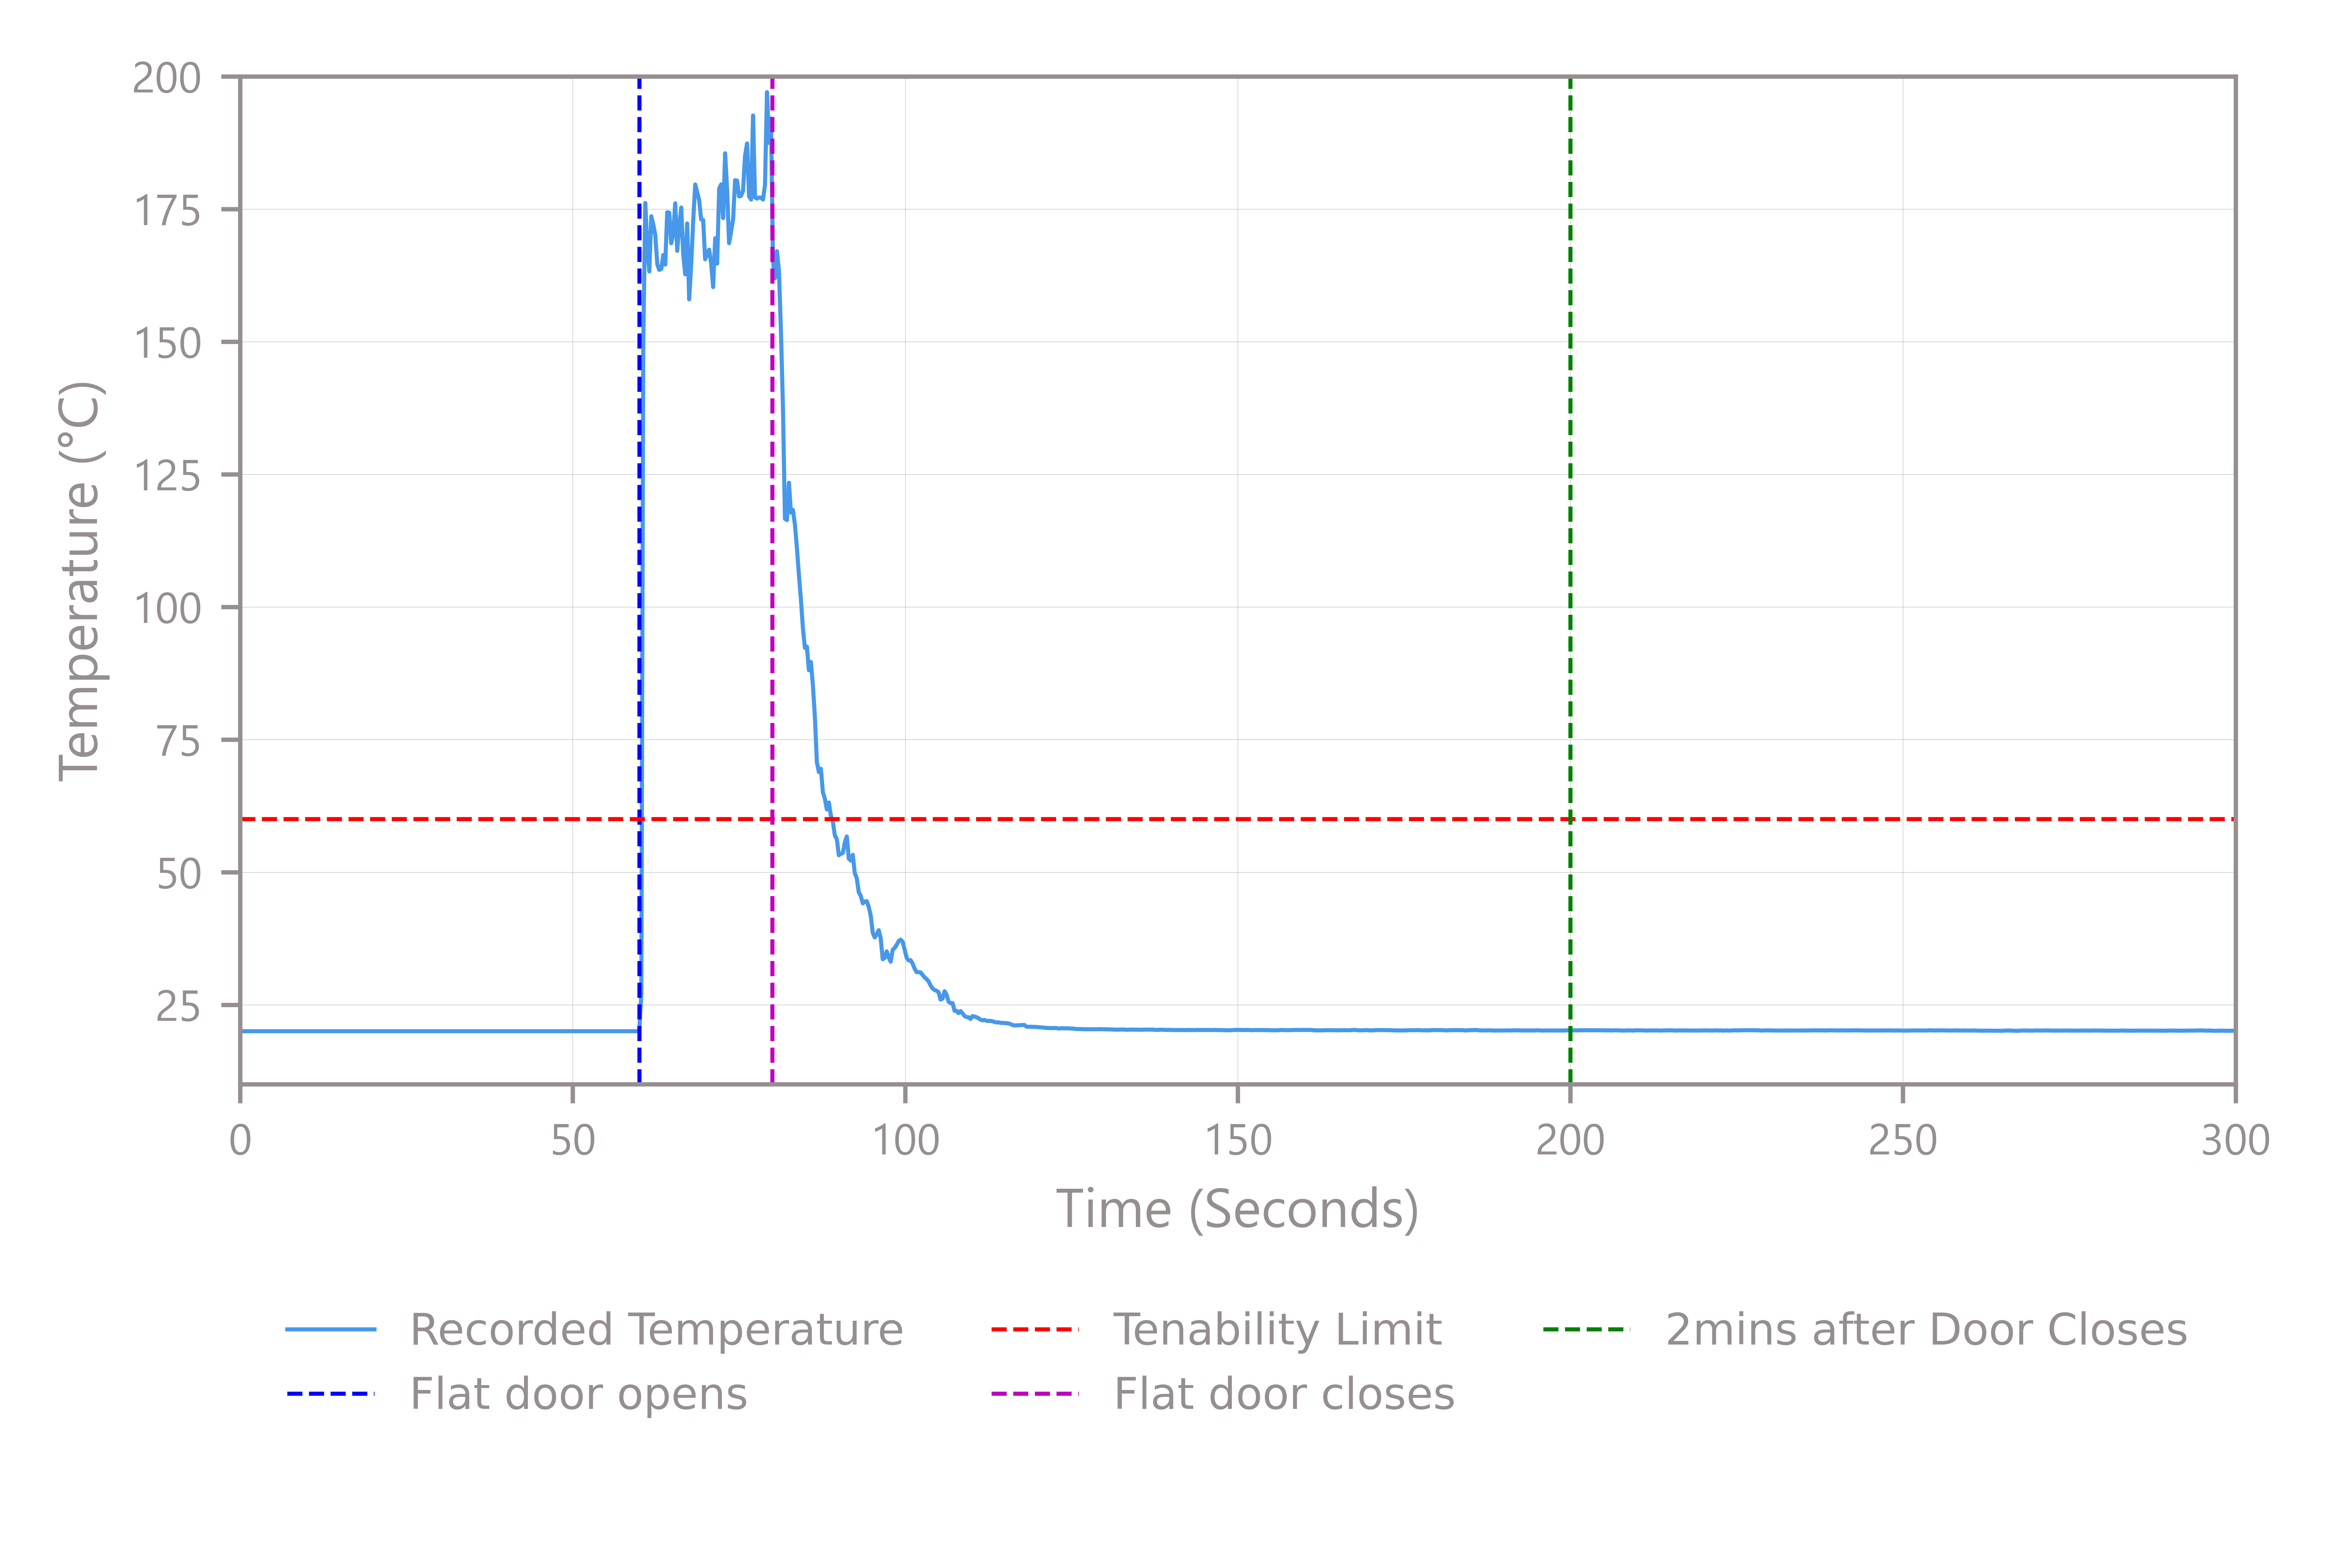 200
175
150
125
100
75
50
25
Temperature (°C)
0 50 100 150 200 250 300
Time (Seconds)
Recorded Temperature Tenability Limit 2mins after Door Closes
Flat door opens Flat door closes